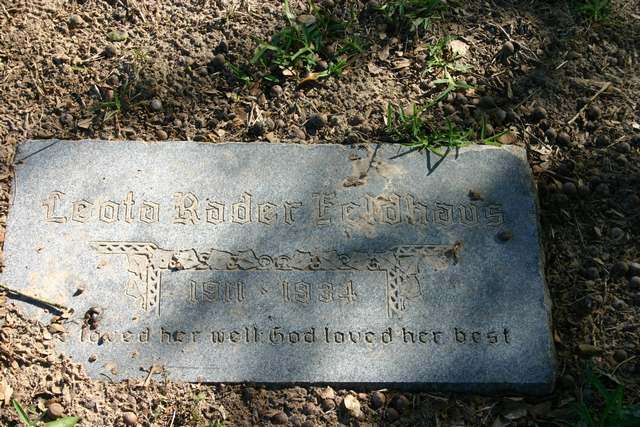 Leota Rader Feldhaus
1911 · 1934
loved her well: God loved her best